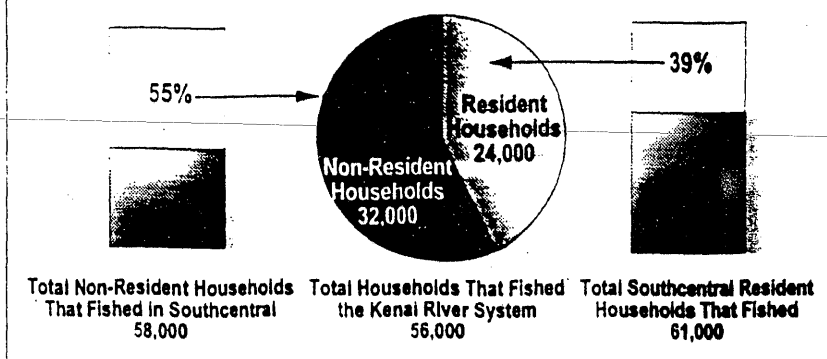 55%
39%
Resident
Households
24,000
Non-Resident
Households
32,000
Total Non-Resident Households
That Fished in Southcentral
58,000
Total Households That Fished
the Kenai River System
56,000
Total Southcentral Resident
Households That Fished
61,000